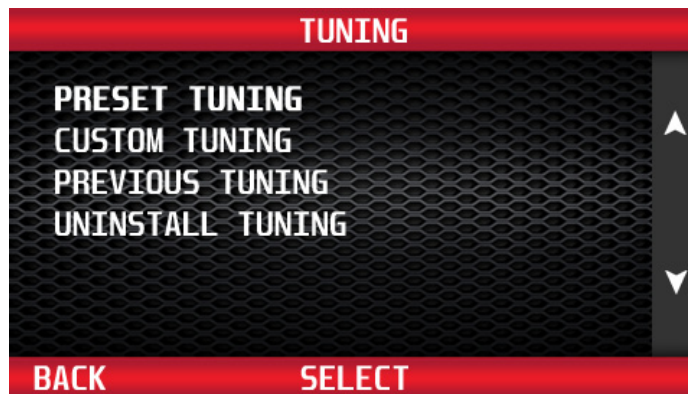 TUNING
PRESET TUNING
CUSTOM TUNING
PREVIOUS TUNING
UNINSTALL TUNING
BACK SELECT